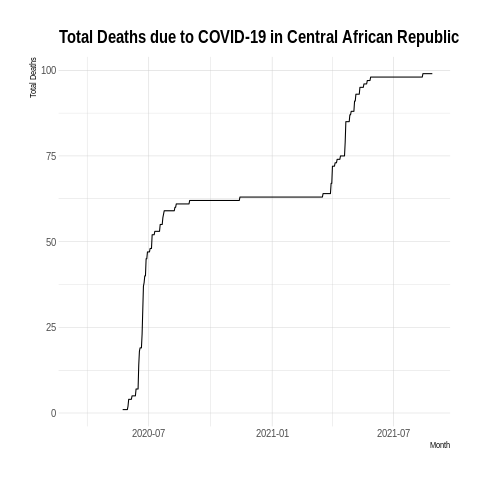 Total Deaths due to COVID-19 in Central African Republic
Total Deaths
100
75
50
25
0
2020-07
2021-01
2021-07
Month